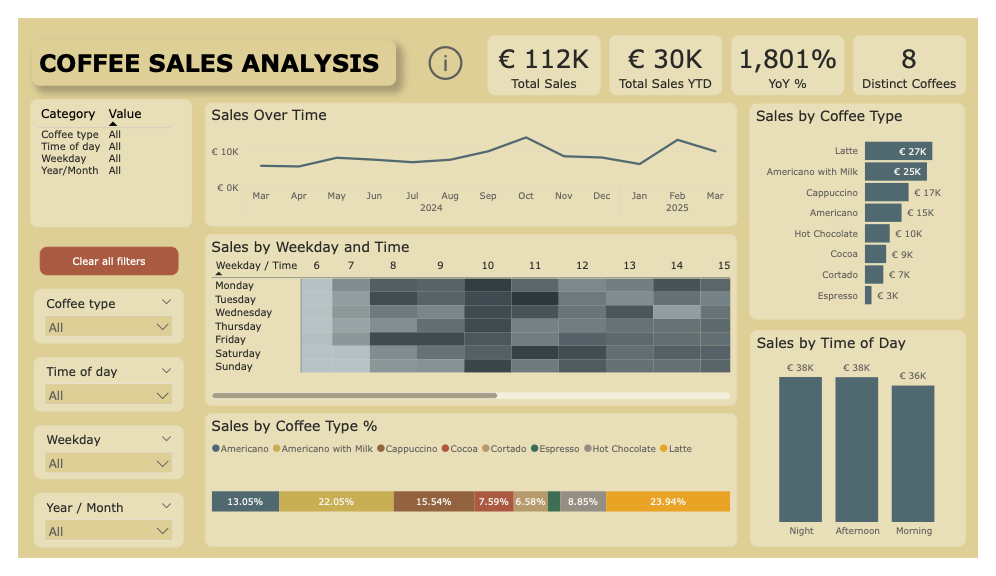 COFFEE SALES ANALYSIS
i
€ 112K
Total Sales
€ 30K
Total Sales YTD
1,801%
YoY %
8
Distinct Coffees
Category Value
Coffee type All
Time of day All
Weekday All
Year/Month All
Clear all filters
Coffee type
All
Time of day
All
Weekday
All
Year / Month
All
Sales Over Time
€ 10K
€ 0K
Mar Apr May Jun Jul Aug Sep Oct Nov Dec Jan Feb Mar
2024 2025
Sales by Weekday and Time
Weekday / Time 6 7 8 9 10 11 12 13 14 15
Monday
Tuesday
Wednesday
Thursday
Friday
Saturday
Sunday
Sales by Coffee Type %
Americano Americano with Milk Cappuccino Cocoa Cortado Espresso Hot Chocolate Latte
13.05% 22.05% 15.54% 7.59% 6.58% 8.85% 23.94%
Sales by Coffee Type
Latte € 27K
Americano with Milk € 25K
Cappuccino € 17K
Americano € 15K
Hot Chocolate € 10K
Cocoa € 9K
Cortado € 7K
Espresso € 3K
Sales by Time of Day
€ 38K € 38K € 36K
Night Afternoon Morning